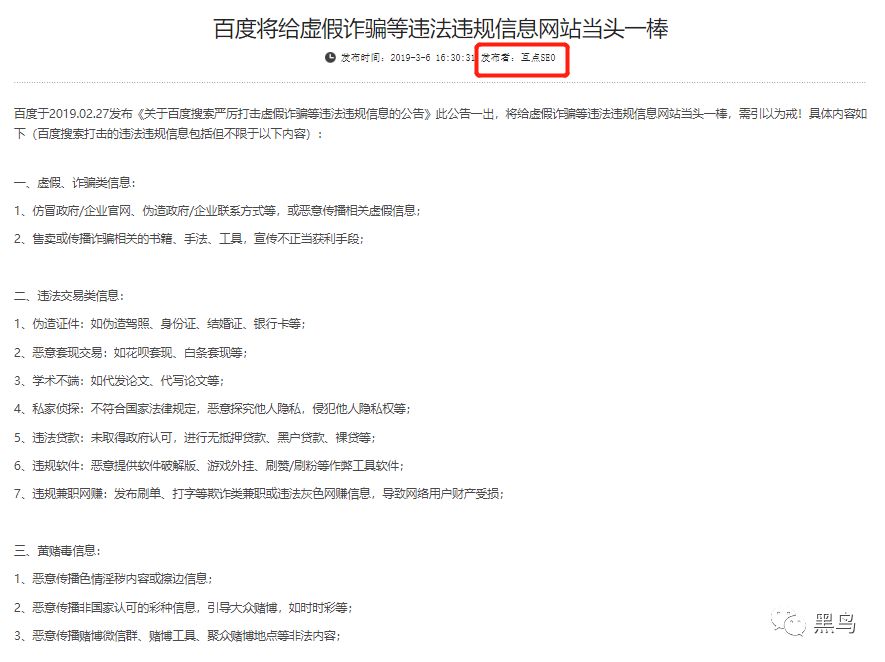 百度将给虚假诈骗等违法违规信息网站当头一棒
发布时间：2019-3-6 16:30:31 发布者：互点SEO
百度于2019.02.27发布《关于百度搜索严厉打击虚假诈骗等违法违规信息的公告》此公告一出，将给虚假诈骗等违法违规信息网站当头一棒，需引以为戒！具体内容如
下（百度搜索打击的违法违规信息包括但不限于以下内容）：
一、虚假、诈骗类信息：
1、仿冒政府/企业官网、伪造政府/企业联系方式等，或恶意传播相关虚假信息；
2、售卖或传播诈骗相关的书籍、手法、工具，宣传不正当获利手段；
二、违法交易类信息：
1、伪造证件：如伪造驾照、身份证、结婚证、银行卡等；
2、恶意套现交易：如花呗套现、白条套现等；
3、学术不端：如代发论文、代写论文等；
4、私家侦探：不符合国家法律规定，恶意探究他人隐私，侵犯他人隐私权等；
5、违法贷款：未取得政府认可，进行无抵押贷款、黑户贷款、裸贷等；
6、违规软件：恶意提供软件破解版、游戏外挂、刷赞/刷粉等作弊工具软件；
7、违规兼职网赚：发布刷单、打字等欺诈类兼职或违法灰色网赚信息，导致网络用户财产受损；
三、黄赌毒信息：
1、恶意传播色情淫秽内容或擦边信息；
2、恶意传播非国家认可的彩种信息，引导大众赌博，如时时彩等；
3、恶意传播赌博微信群、赌博工具、聚众赌博地点等非法内容；
黑鸟